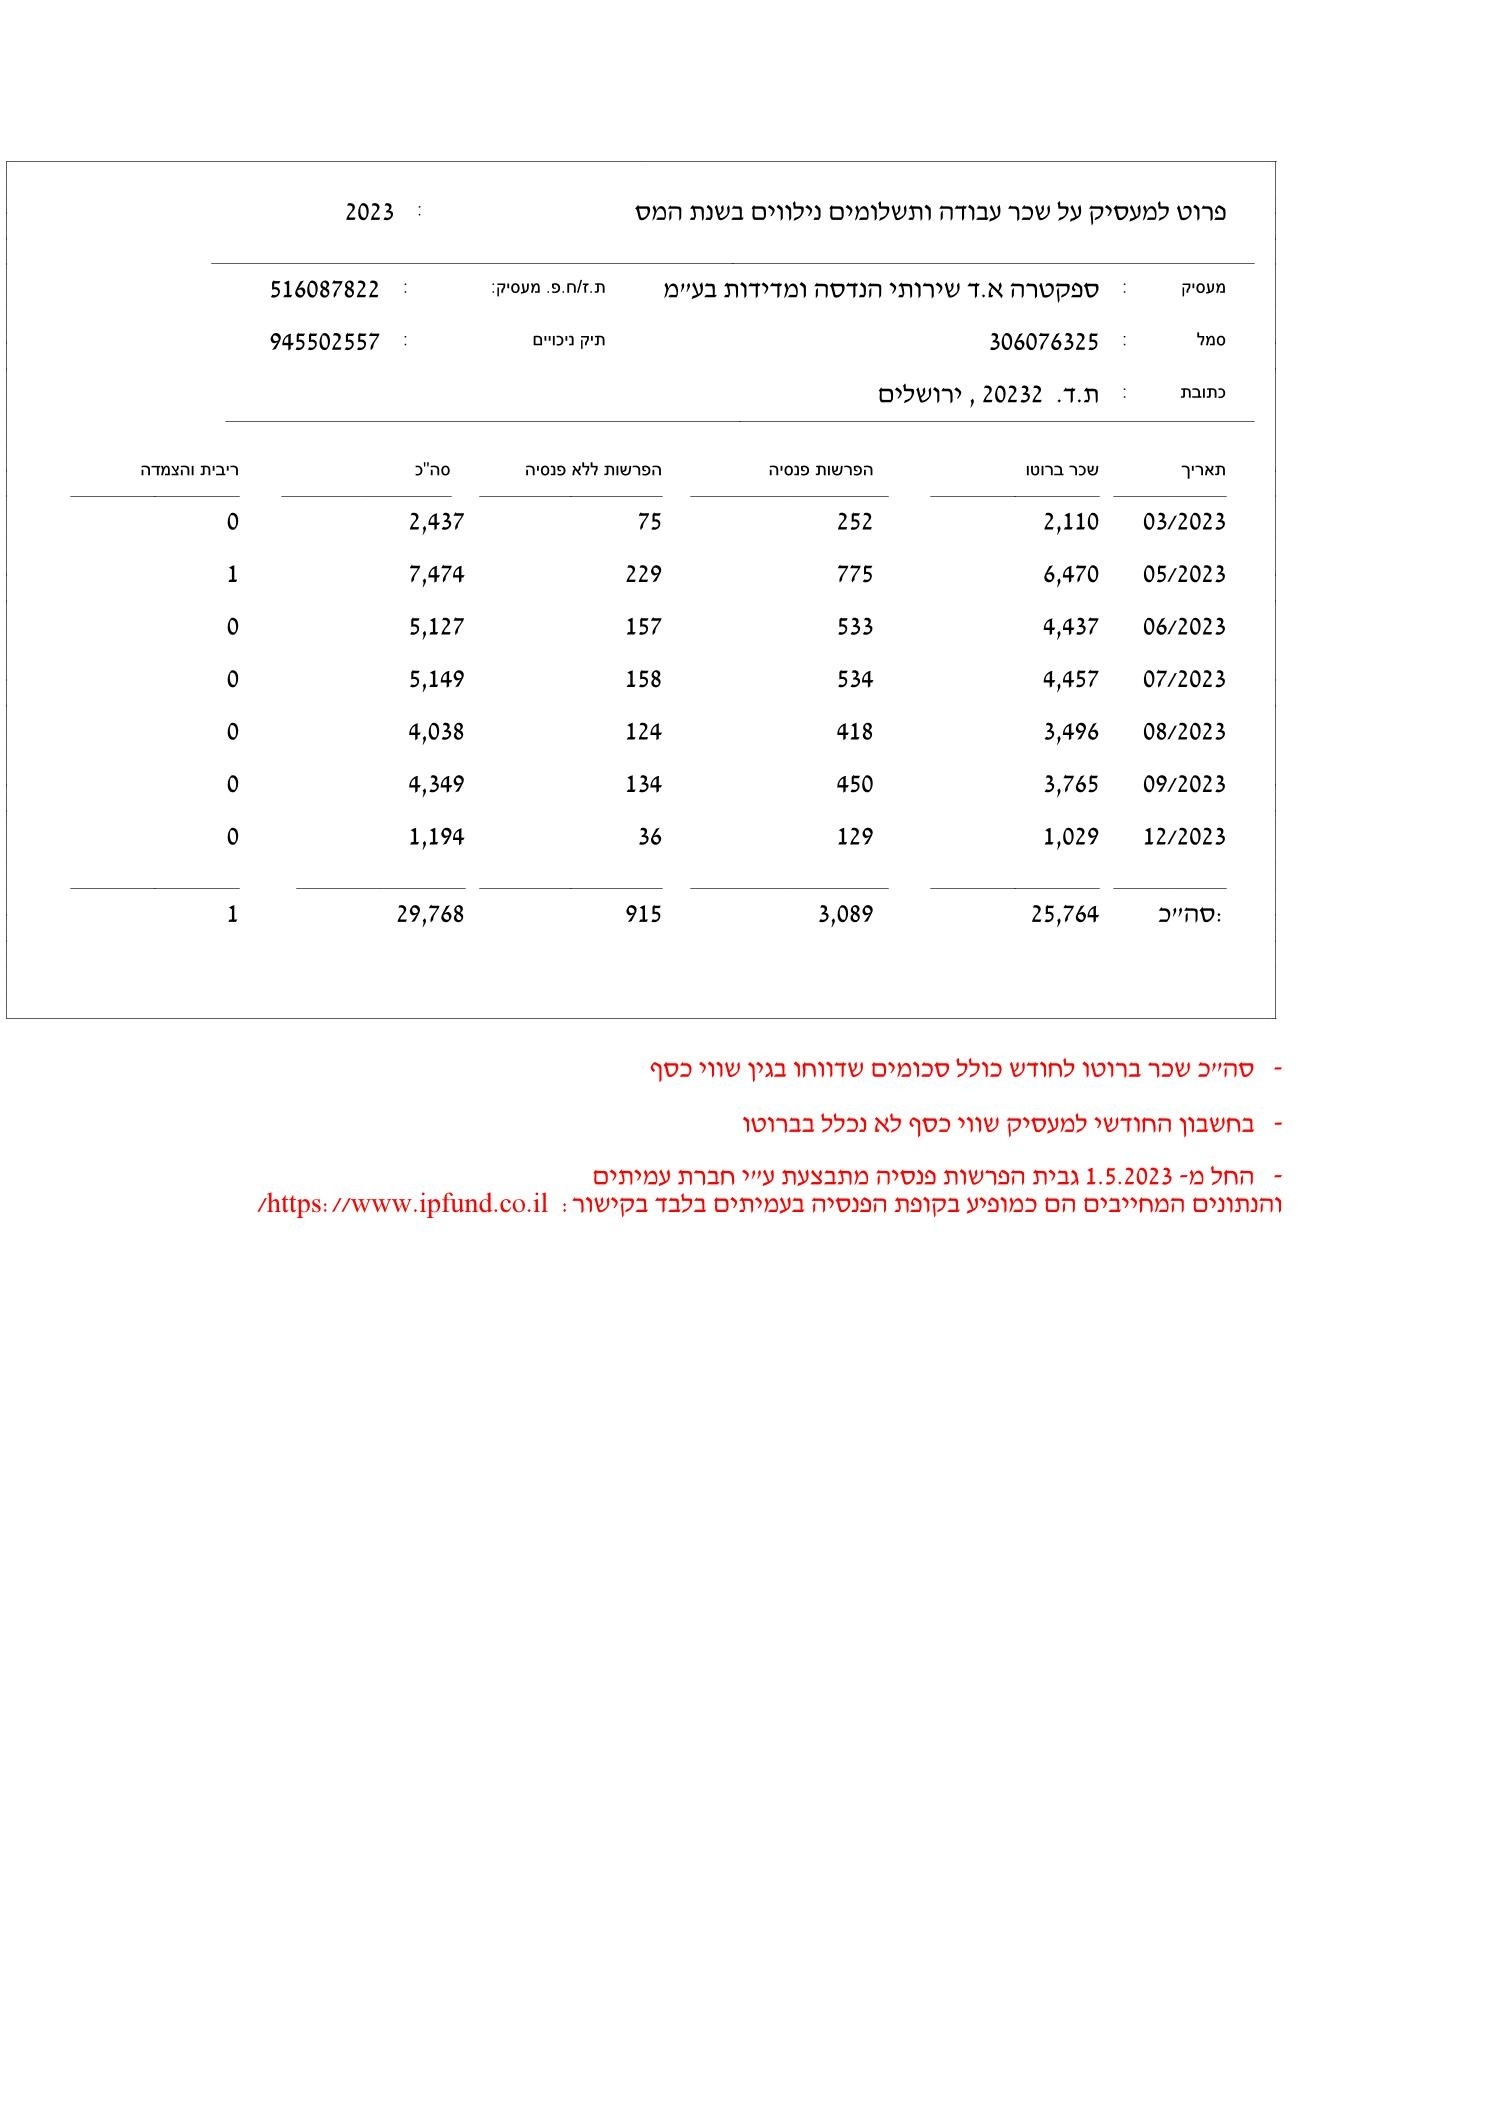 פרוט למעסיק על שכר עבודה ותשלומים נילווים בשנת המס : 2023
מעסיק : ספקטרה א.ד שירותי הנדסה ומדידות בע"מ ת.ז/ח.פ. מעסיק: : 516087822
סמל : 306076325 תיק ניכויים : 945502557
כתובת : ת.ד. 20232 , ירושלים
תאריך שכר ברוטו הפרשות פנסיה הפרשות ללא פנסיה סה"כ ריבית והצמדה
03/2023 2,110 252 75 2,437 0
05/2023 6,470 775 229 7,474 1
06/2023 4,437 533 157 5,127 0
07/2023 4,457 534 158 5,149 0
08/2023 3,496 418 124 4,038 0
09/2023 3,765 450 134 4,349 0
12/2023 1,029 129 36 1,194 0
:סה"כ 25,764 3,089 915 29,768 1
- סה"כ שכר ברוטו לחודש כולל סכומים שדווחו בגין שווי כסף
- בחשבון החודשי למעסיק שווי כסף לא נכלל בברוטו
- החל מ- 1.5.2023 גבית הפרשות פנסיה מתבצעת ע"י חברת עמיתים
והנתונים המחייבים הם כמופיע בקופת הפנסיה בעמיתים בלבד בקישור : https://www.ipfund.co.il/